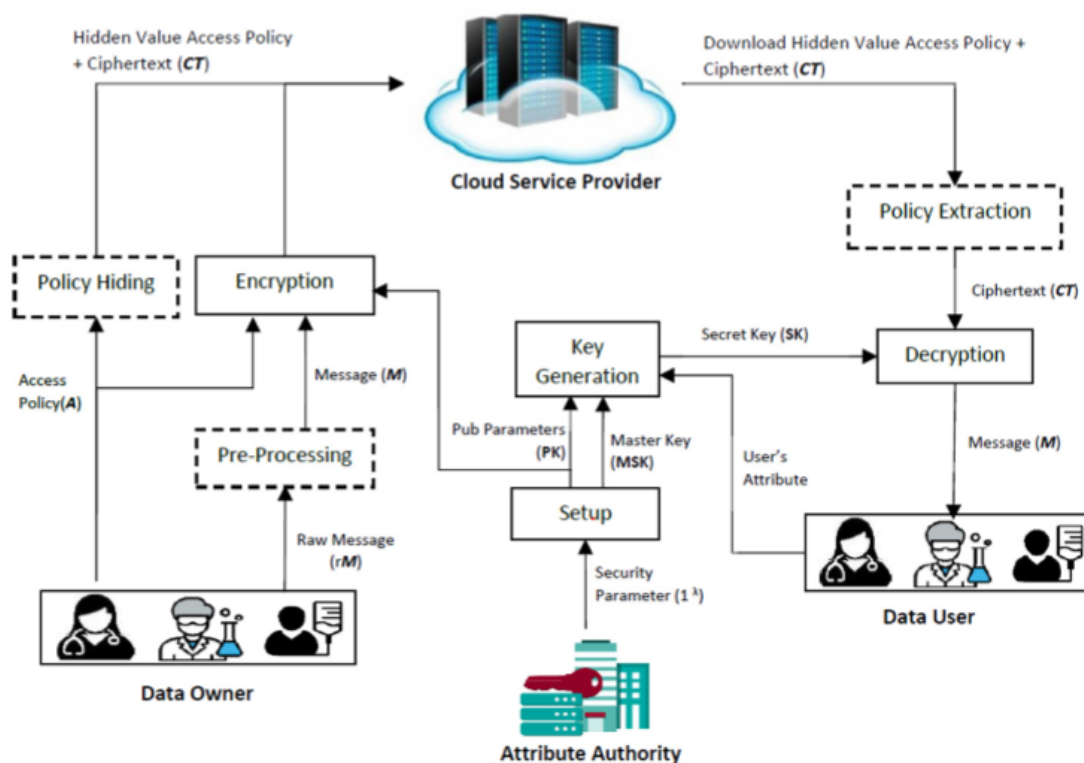 Hidden Value Access Policy
+ Ciphertext (CT)
Download Hidden Value Access Policy +
Ciphertext (CT)
Cloud Service Provider
Policy Extraction
Policy Hiding
Encryption
Ciphertext (CT)
Secret Key (SK)
Key
Generation
Decryption
Access
Policy(A)
Message (M)
Pub Parameters
(PK)
Master Key
(MSK)
User's
Attribute
Message (M)
Pre-Processing
Setup
Raw Message
(rM)
Security
Parameter (1 λ)
Data User
Data Owner
Attribute Authority